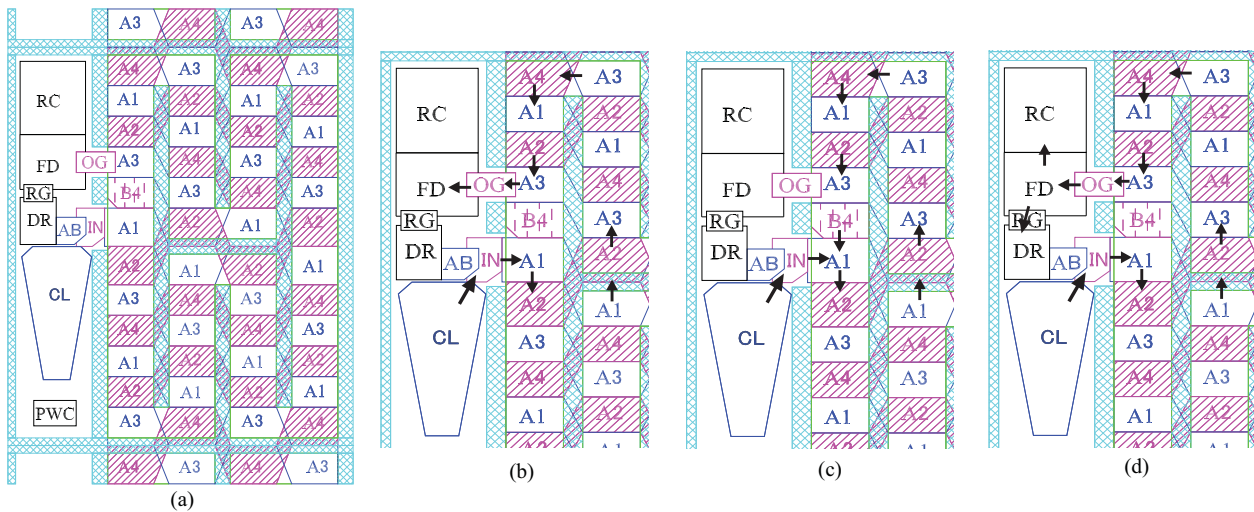 A3 A4 A3 A4
A4 A3 A4 A3
RC A1 A2 A1 A2
A2 A1 A2 A1
FD OG A3 A4 A3 A4
RG B4 A3 A4 A3
DR AB IN A1 A2 A1 A2
A2 A1 A2 A1
CL A3 A4 A3 A4
A4 A3 A4 A3
A1 A2 A1 A2
A2 A1 A2 A1
PWC A3 A4 A3 A4
A4 A3 A4 A3
(a)
A4 A3
RC A1 A2
A2 A1
FD OG A3 A4
RG B4 A3
DR AB IN A1 A2
A2 A1
CL A3 A4
A4 A3
A1 A2
A2 A1
(b)
A4 A3
RC A1 A2
A2 A1
FD OG A3 A4
RG B4 A3
DR AB IN A1 A2
A2 A1
CL A3 A4
A4 A3
A1 A2
A2 A1
(c)
A4 A3
RC A1 A2
A2 A1
FD OG A3 A4
RG B4 A3
DR AB IN A1 A2
A2 A1
CL A3 A4
A4 A3
A1 A2
A2 A1
(d)